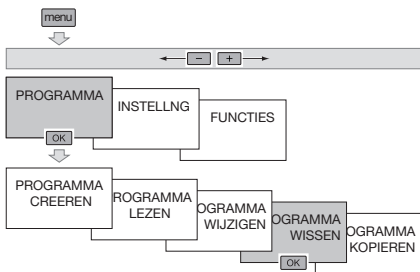 menu
- +
PROGRAMMA
INSTELLNG
FUNCTIES
OK
PROGRAMMA
CREEREN
ROGRAMMA
LEZEN
OGRAMMA
WIJZIGEN
OGRAMMA
WISSEN
OGRAMMA
KOPIEREN
OK